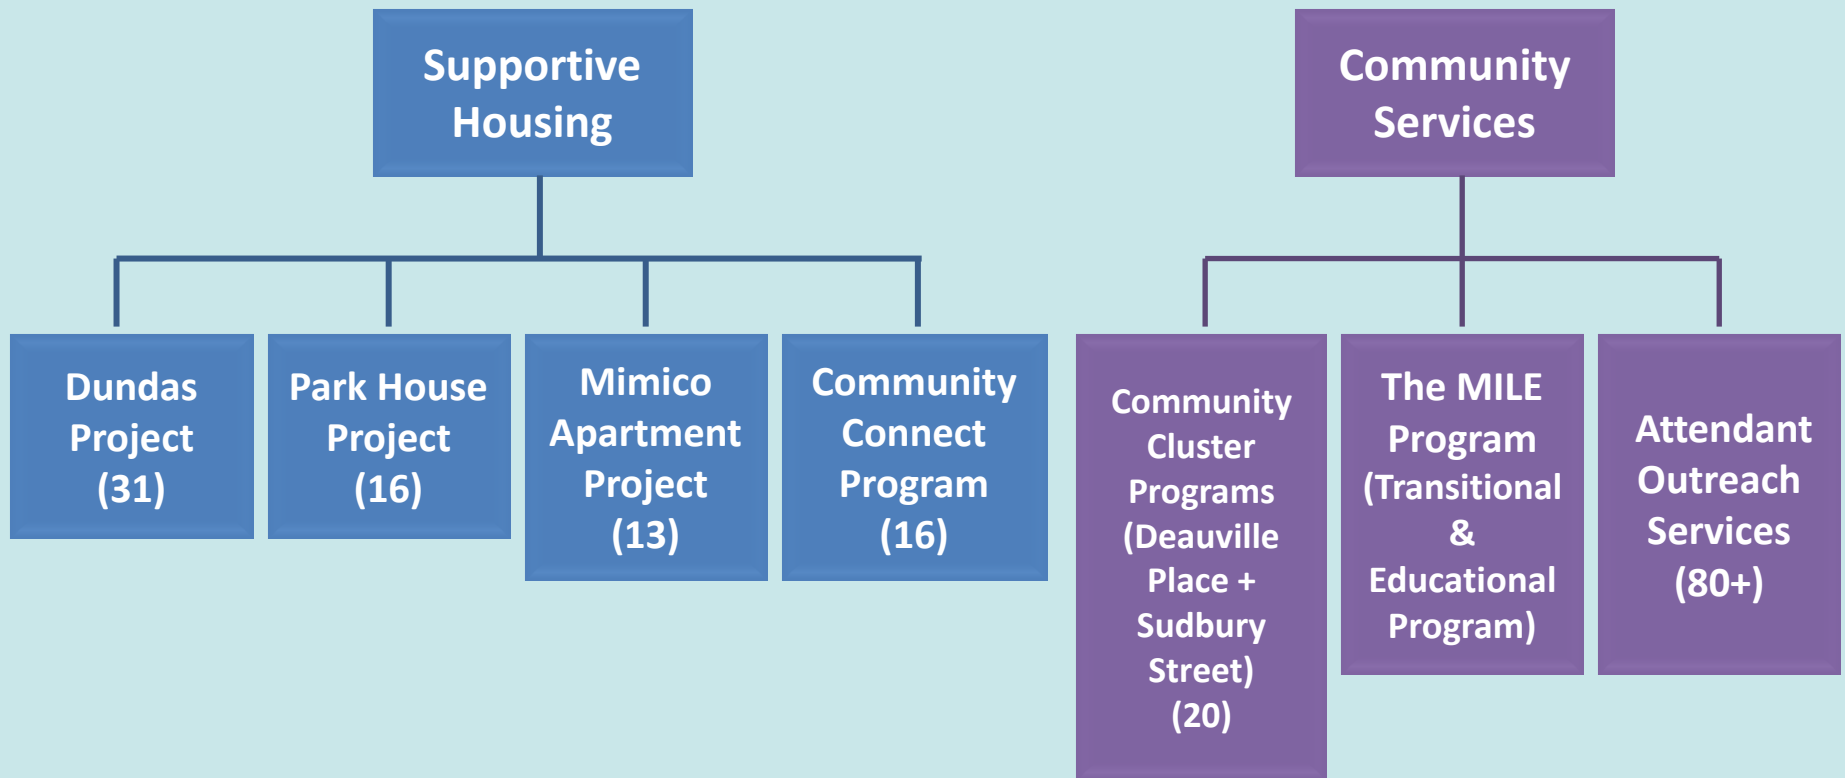 Supportive
Housing
Community
Services
Dundas
Project
(31)
Park House
Project
(16)
Mimico
Apartment
Project
(13)
Community
Connect
Program
(16)
Community
Cluster
Programs
(Deauville
Place +
Sudbury
Street)
(20)
The MILE
Program
(Transitional
&
Educational
Program)
Attendant
Outreach
Services
(80+)